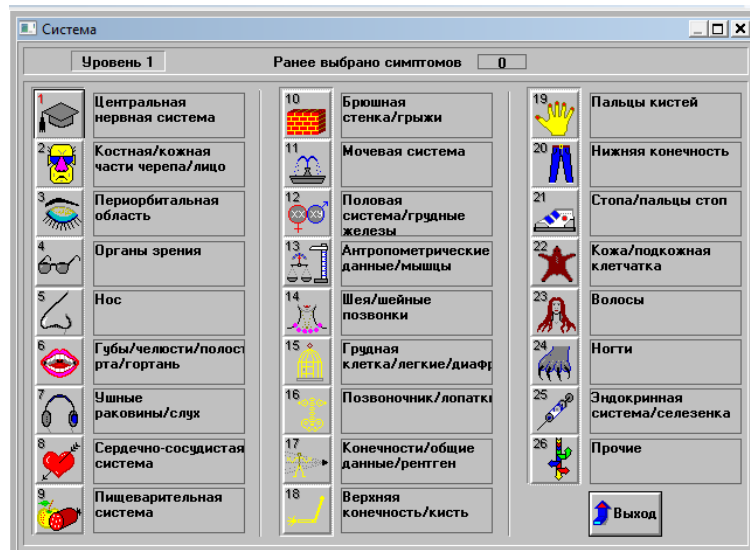 Система
Уровень 1
Ранее выбрано симптомов 0
1
Центральная
нервная система
2
Костная/кожная
части черепа/лицо
3
Периорбитальная
область
4
Органы зрения
5
Нос
6
Губы/челюсти/полост
рта/гортань
7
Ушные
раковины/слух
8
Сердечно-сосудистая
система
9
Пищеварительная
система
10
Брюшная
стенка/грыжи
11
Мочевая система
12
XX XY
Половая
система/грудные
железы
13
Антропометрические
данные/мышцы
14
Шея/шейные
позвонки
15
Грудная
клетка/легкие/диафр
16
Позвоночник/лопатки
17
Конечности/общие
данные/рентген
18
Верхняя
конечность/кисть
19
Пальцы кистей
20
Нижняя конечность
21
Стопа/пальцы стоп
22
Кожа/подкожная
клетчатка
23
Волосы
24
Ногти
25
Эндокринная
система/селезенка
26
Прочие
Выход